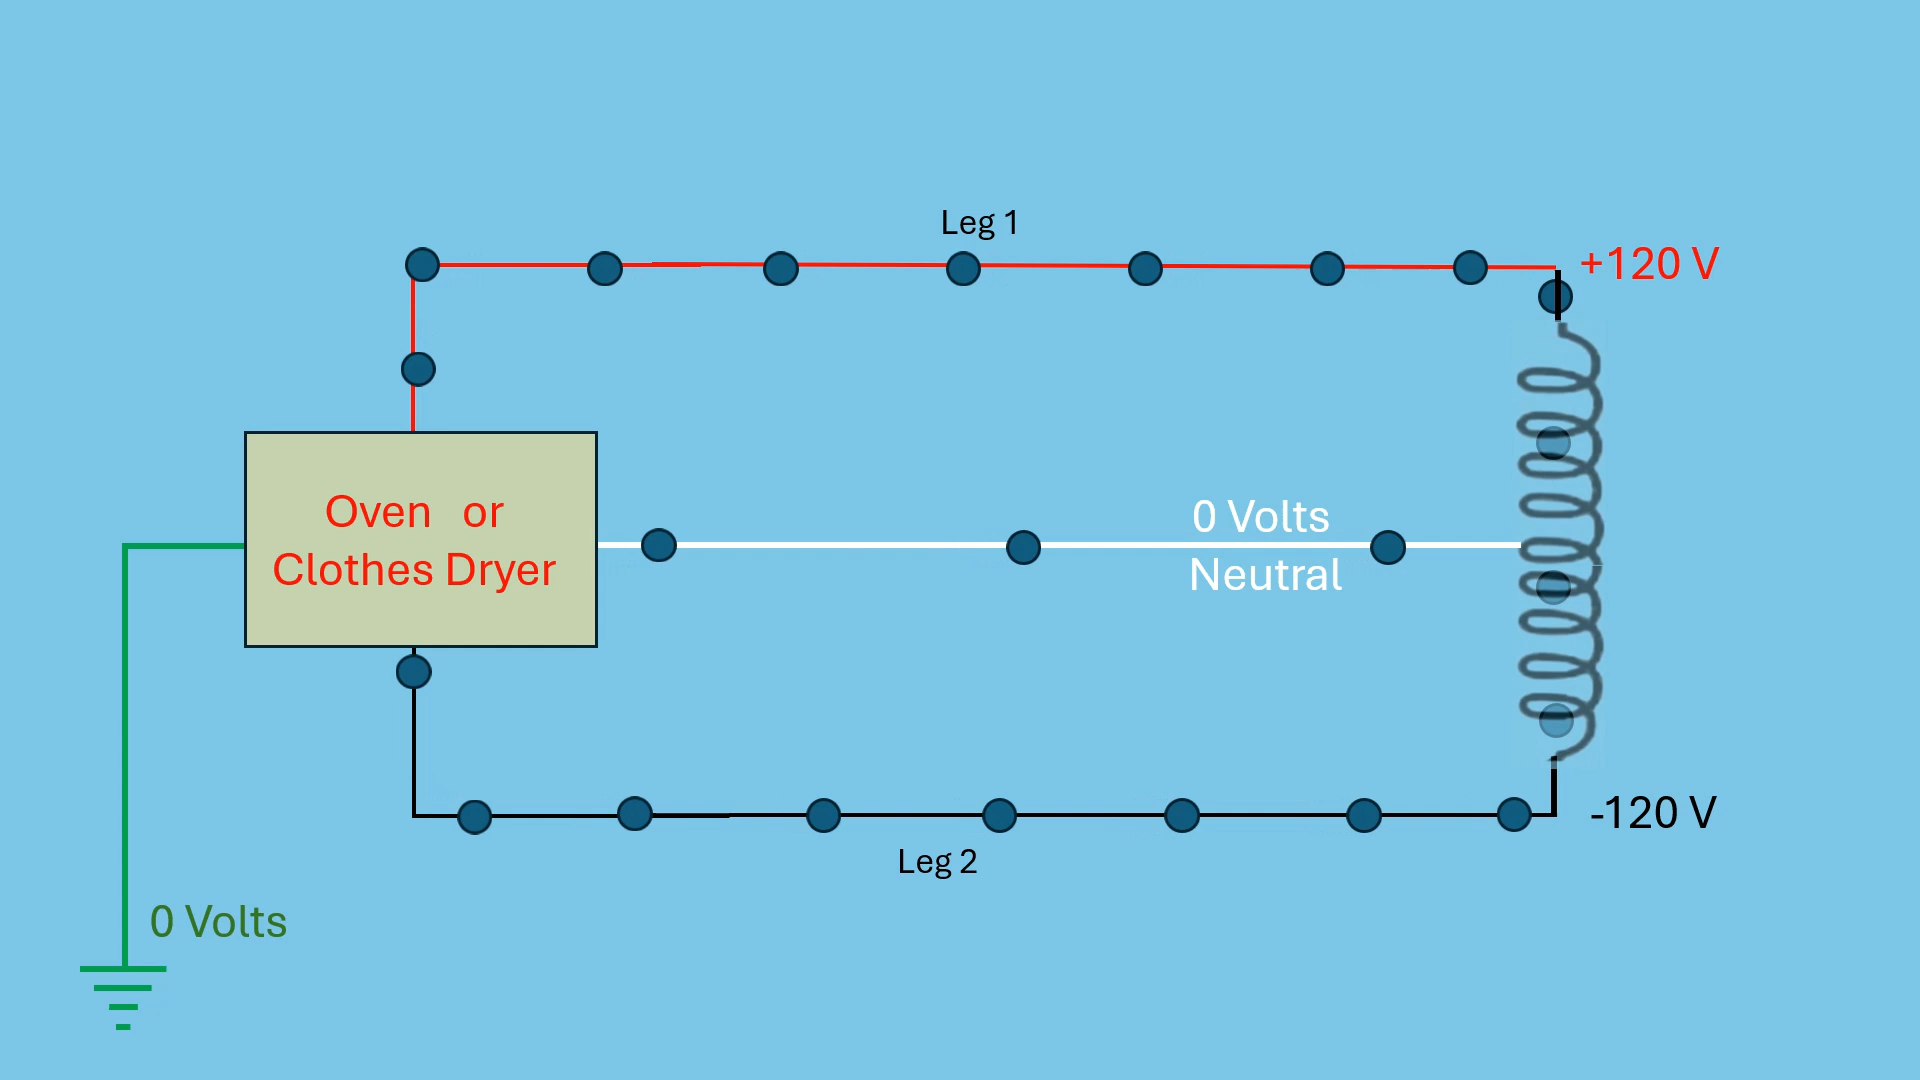 Leg 1
+120 V
Oven or
Clothes Dryer
0 Volts
Neutral
-120 V
Leg 2
0 Volts